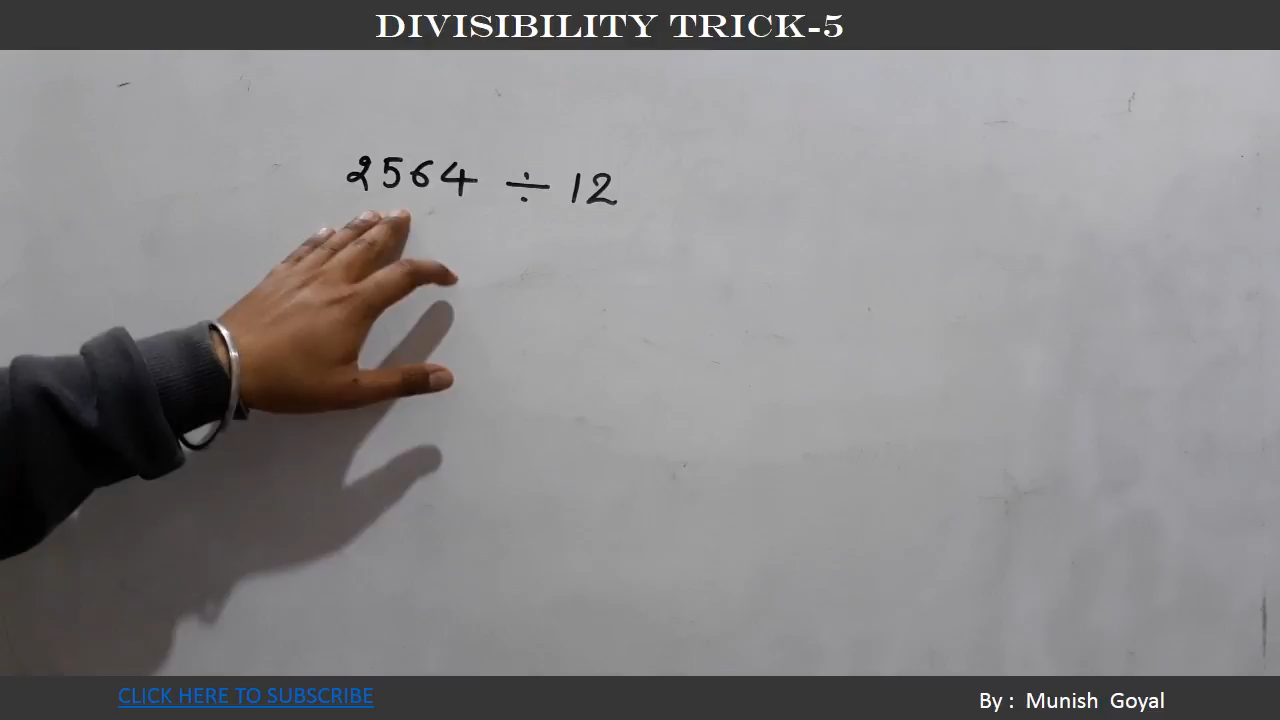 DIVISIBILITY TRICK-5
2564 ÷ 12
CLICK HERE TO SUBSCRIBE
By : Munish Goyal